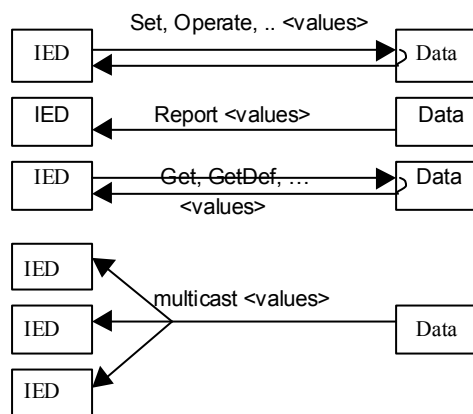 Set, Operate, .. <values>
IED
Data
IED
Report <values>
Data
IED
Get, GetDef, ...
Data
<values>
IED
multicast <values>
IED
Data
IED